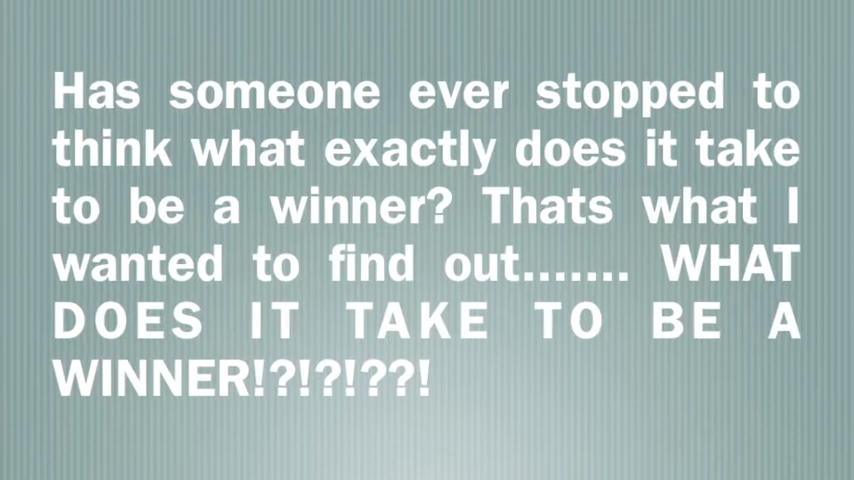 Has someone ever stopped to
think what exactly does it take
to be a winner? Thats what I
wanted to find out....... WHAT
DOES IT TAKE TO BE A
WINNER!?!?!??!